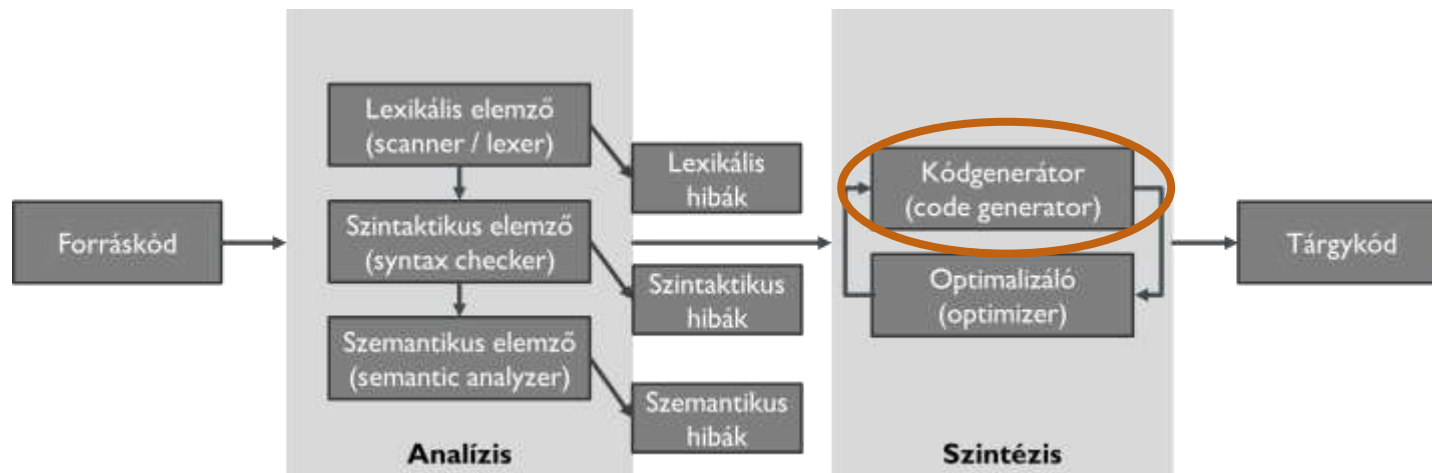 Forráskód
Lexikális elemző
(scanner / lexer)
Szintaktikus elemző
(syntax checker)
Szemantikus elemző
(semantic analyzer)
Analízis
Lexikális
hibák
Szintaktikus
hibák
Szemantikus
hibák
Kódgenerátor
(code generator)
Optimalizáló
(optimizer)
Szintézis
Tárgykód